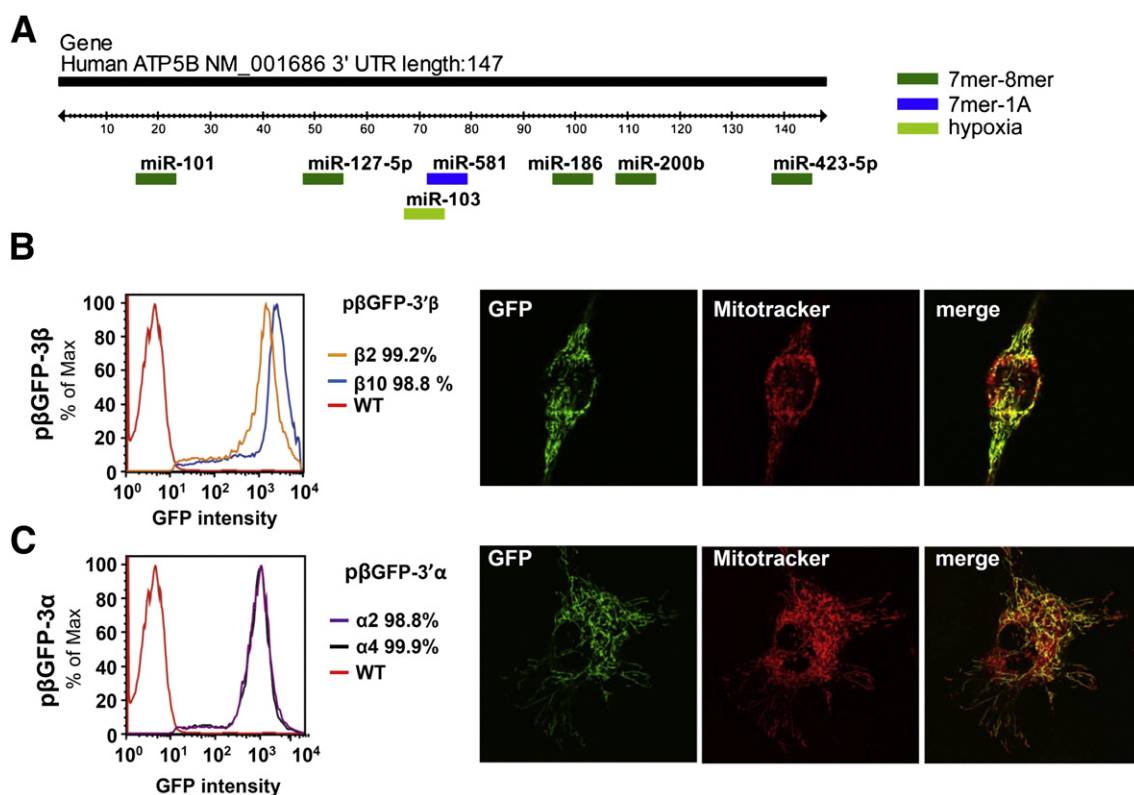 A
Gene
Human ATP5B NM_001686 3' UTR length:147
10 20 30 40 50 60 70 80 90 100 110 120 130 140
miR-101 miR-127-5p miR-581 miR-186 miR-200b miR-423-5p
miR-103
7mer-8mer
7mer-1A
hypoxia
B
pβGFP-3β
% of Max
100
80
60
40
20
0
10⁰ 10¹ 10² 10³ 10⁴
GFP intensity
pβGFP-3'β
β2 99.2%
β10 98.8 %
WT
GFP
Mitotracker
merge
C
pβGFP-3α
% of Max
100
80
60
40
20
0
10⁰ 10¹ 10² 10³ 10⁴
GFP intensity
pβGFP-3'α
α2 98.8%
α4 99.9%
WT
GFP
Mitotracker
merge